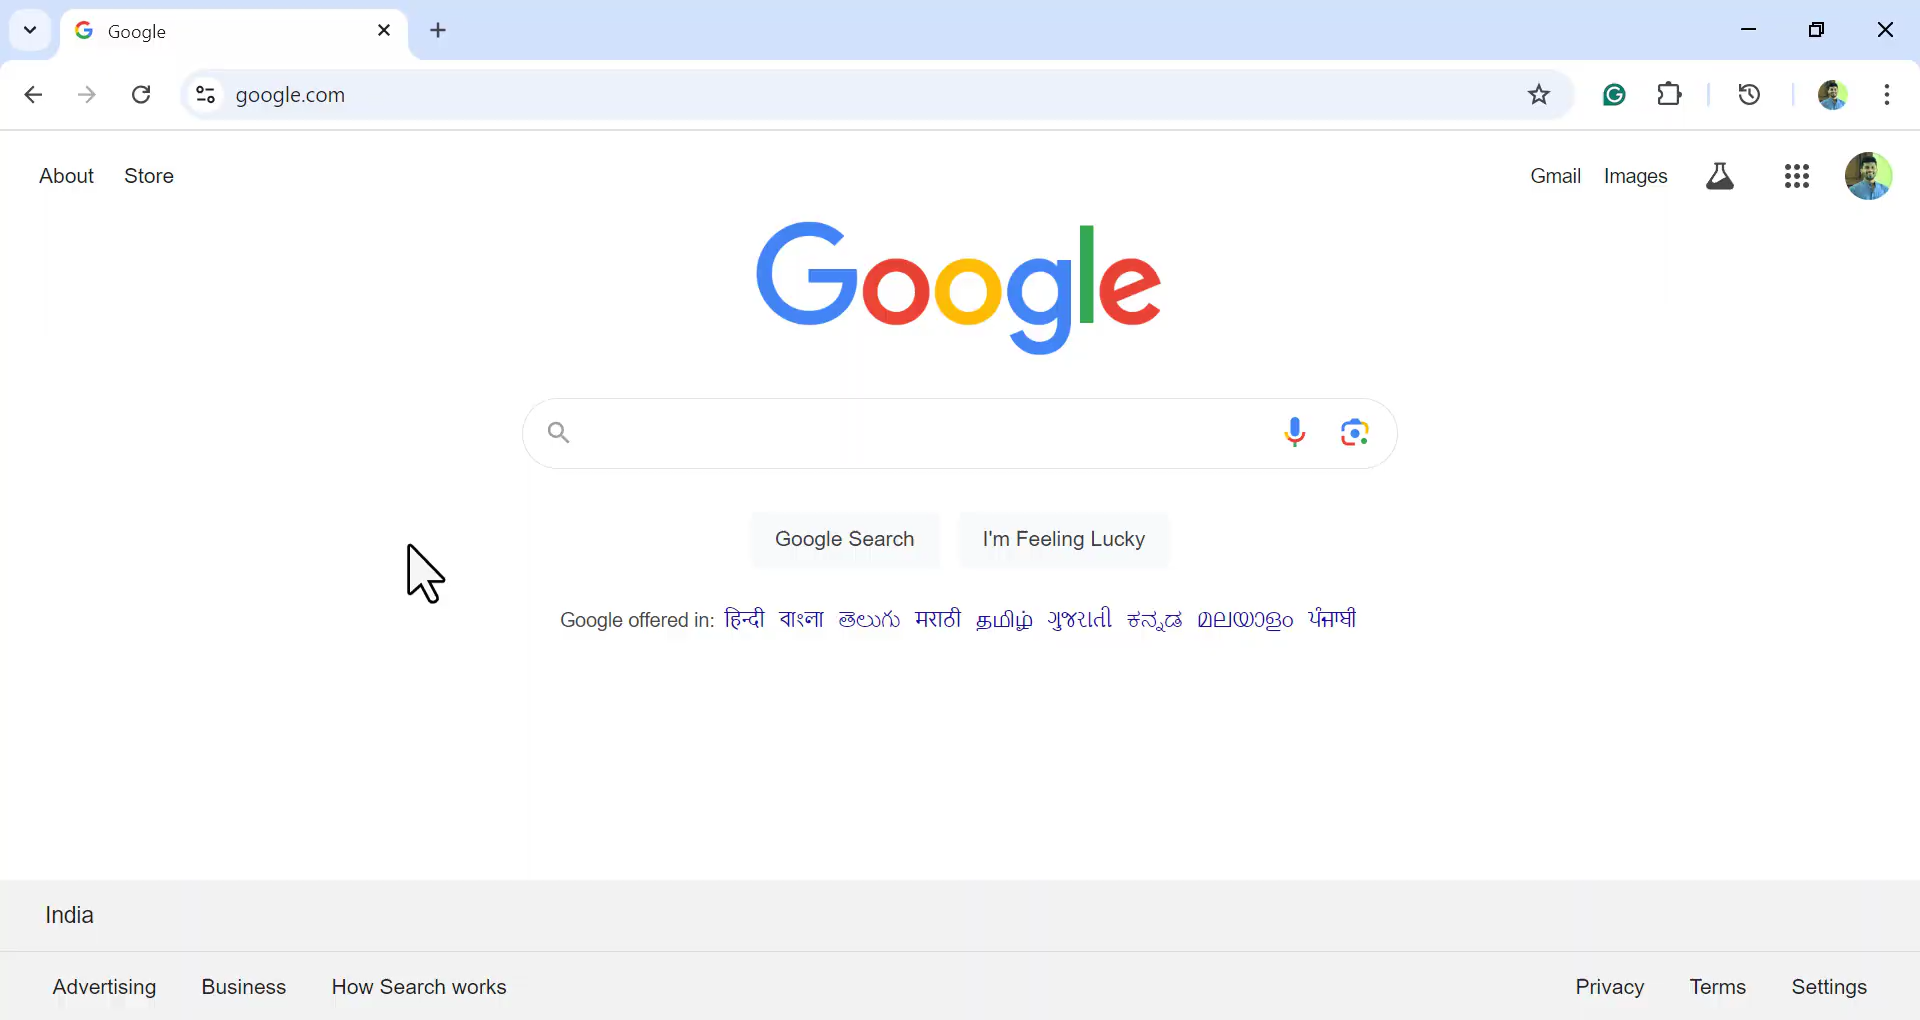 Google
google.com
About Store
Gmail Images
Google
Google Search I'm Feeling Lucky
Google offered in: हिन्दी বাংলা తెలుగు मराठी தமிழ் ગુજરાતી ಕನ್ನಡ മലയാളം ਪੰਜਾਬੀ
India
Advertising Business How Search works
Privacy Terms Settings